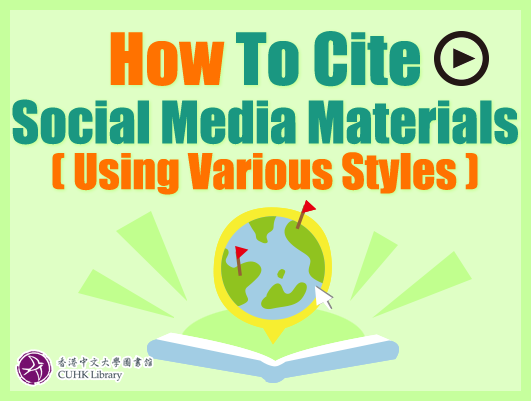 How To Cite
Social Media Materials
( Using Various Styles )
香港中文大學圖書館
CUHK Library